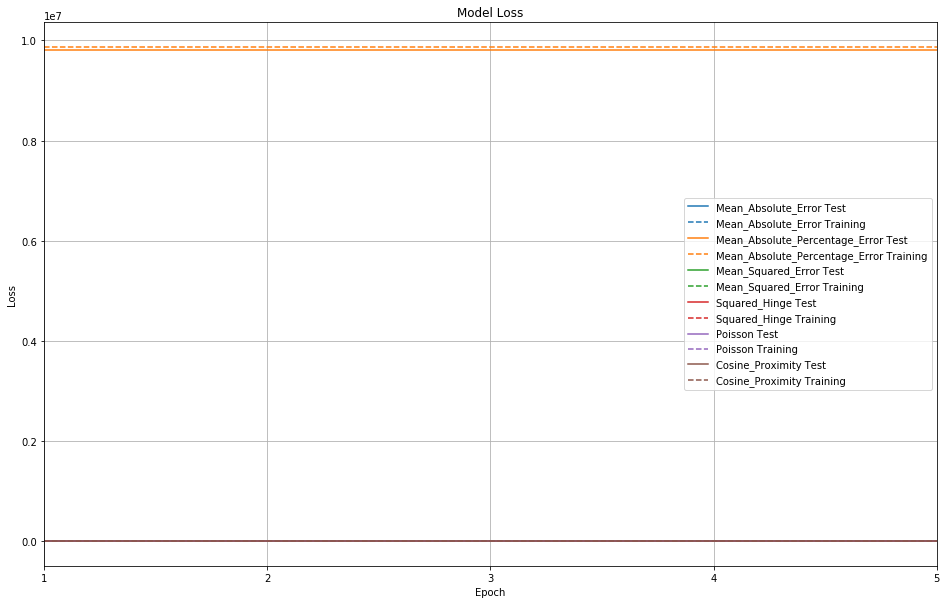 Model Loss
1e7
1.0
0.8
0.6
0.4
0.2
0.0
Loss
Mean_Absolute_Error Test
Mean_Absolute_Error Training
Mean_Absolute_Percentage_Error Test
Mean_Absolute_Percentage_Error Training
Mean_Squared_Error Test
Mean_Squared_Error Training
Squared_Hinge Test
Squared_Hinge Training
Poisson Test
Poisson Training
Cosine_Proximity Test
Cosine_Proximity Training
1 2 3 4 5
Epoch